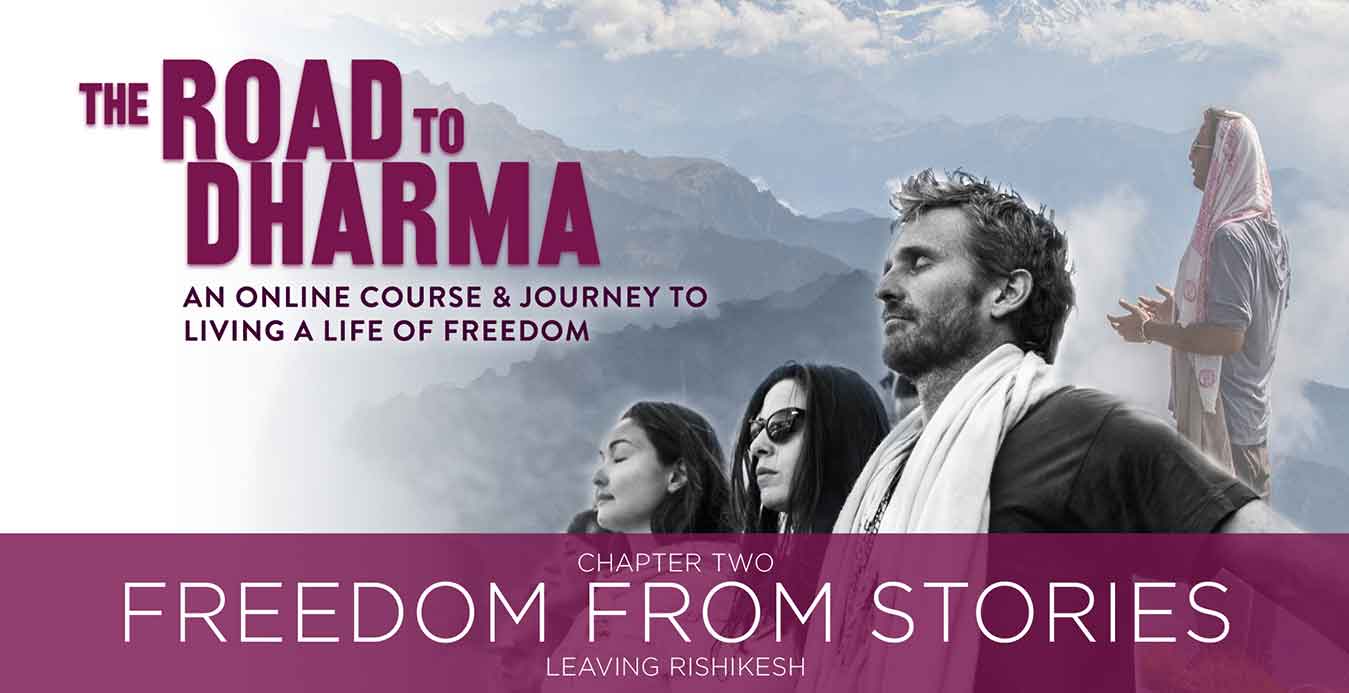 THE ROAD TO
DHARMA
AN ONLINE COURSE & JOURNEY TO
LIVING A LIFE OF FREEDOM
CHAPTER TWO
FREEDOM FROM STORIES
LEAVING RISHIKESH